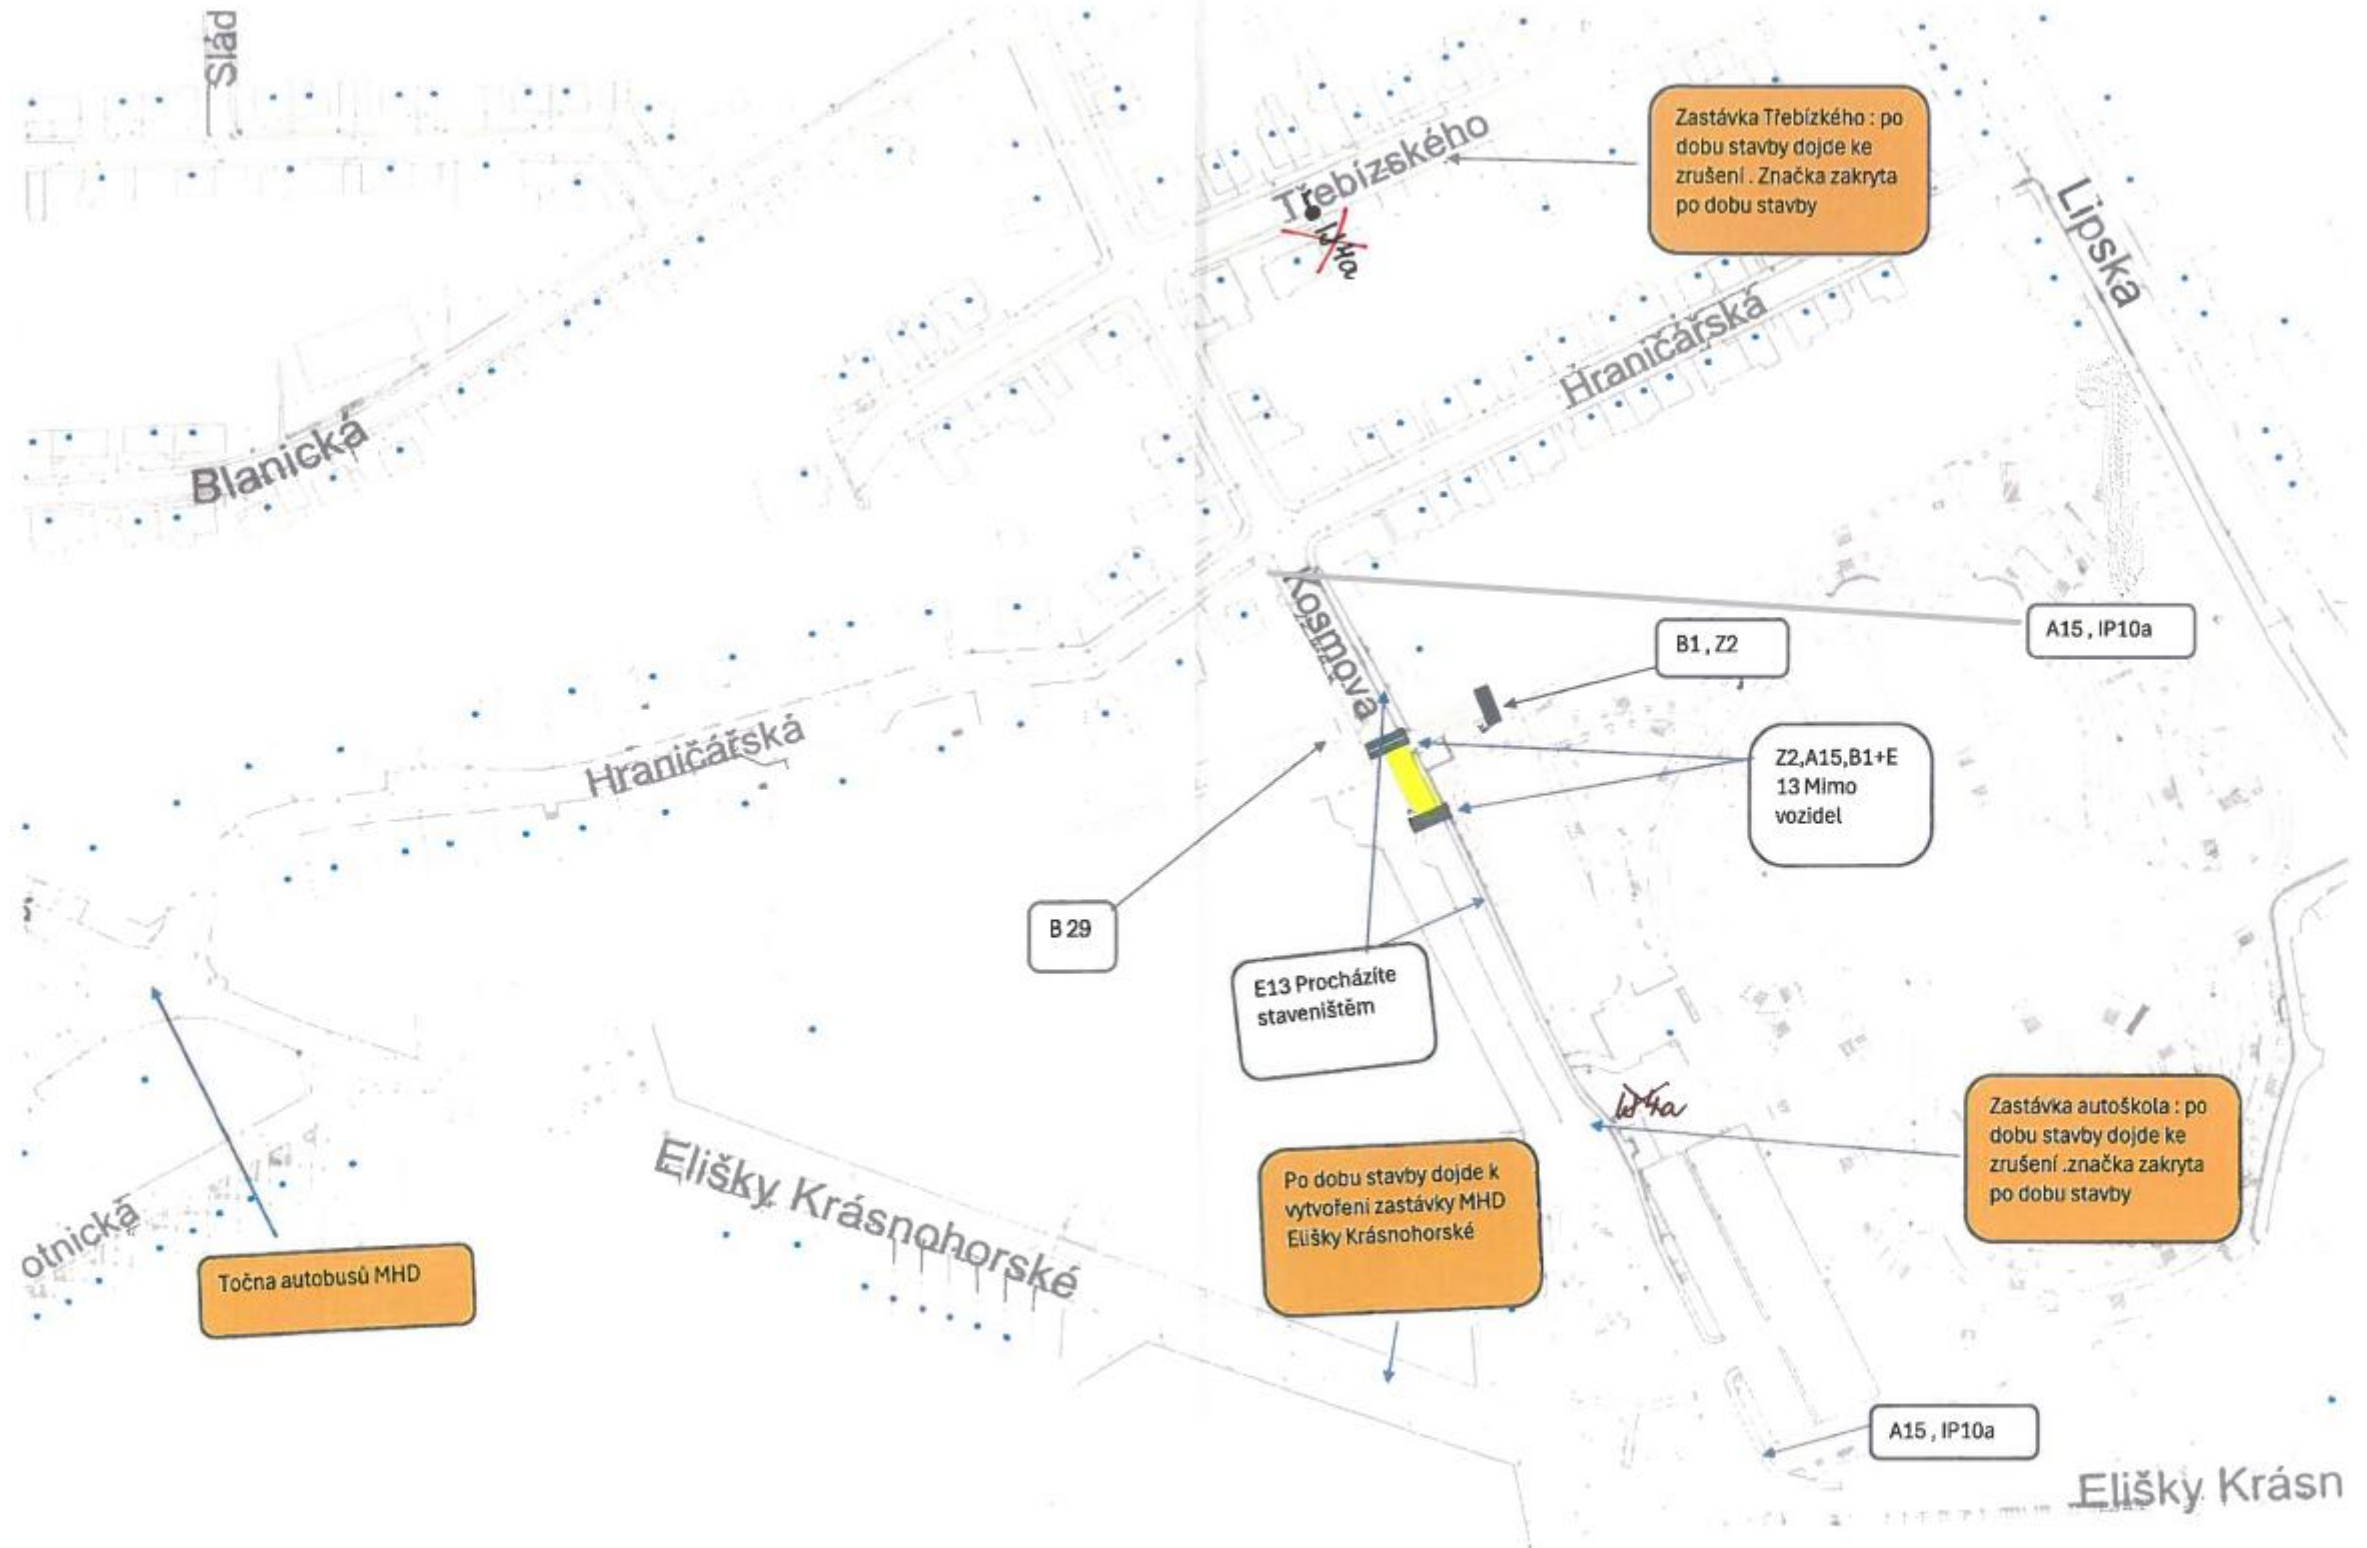 Slád
Zastávka Třebízkého : po
dobu stavby dojde ke
zrušení . Značka zakryta
po dobu stavby
Třebízského
Lipska
Hraničářská
Blanická
Kosmova
A15 , IP10a
B1 , Z2
Hraničářská
Z2,A15,B1+E
13 Mimo
vozidel
B 29
E13 Procházíte
staveništěm
Zastávka autoškola : po
dobu stavby dojde ke
zrušení .značka zakryta
po dobu stavby
Po dobu stavby dojde k
vytvořeni zastávky MHD
Elišky Krásnohorské
Elišky Krásnohorské
otnická
Točna autobusů MHD
A15 , IP10a
Elišky Krásn